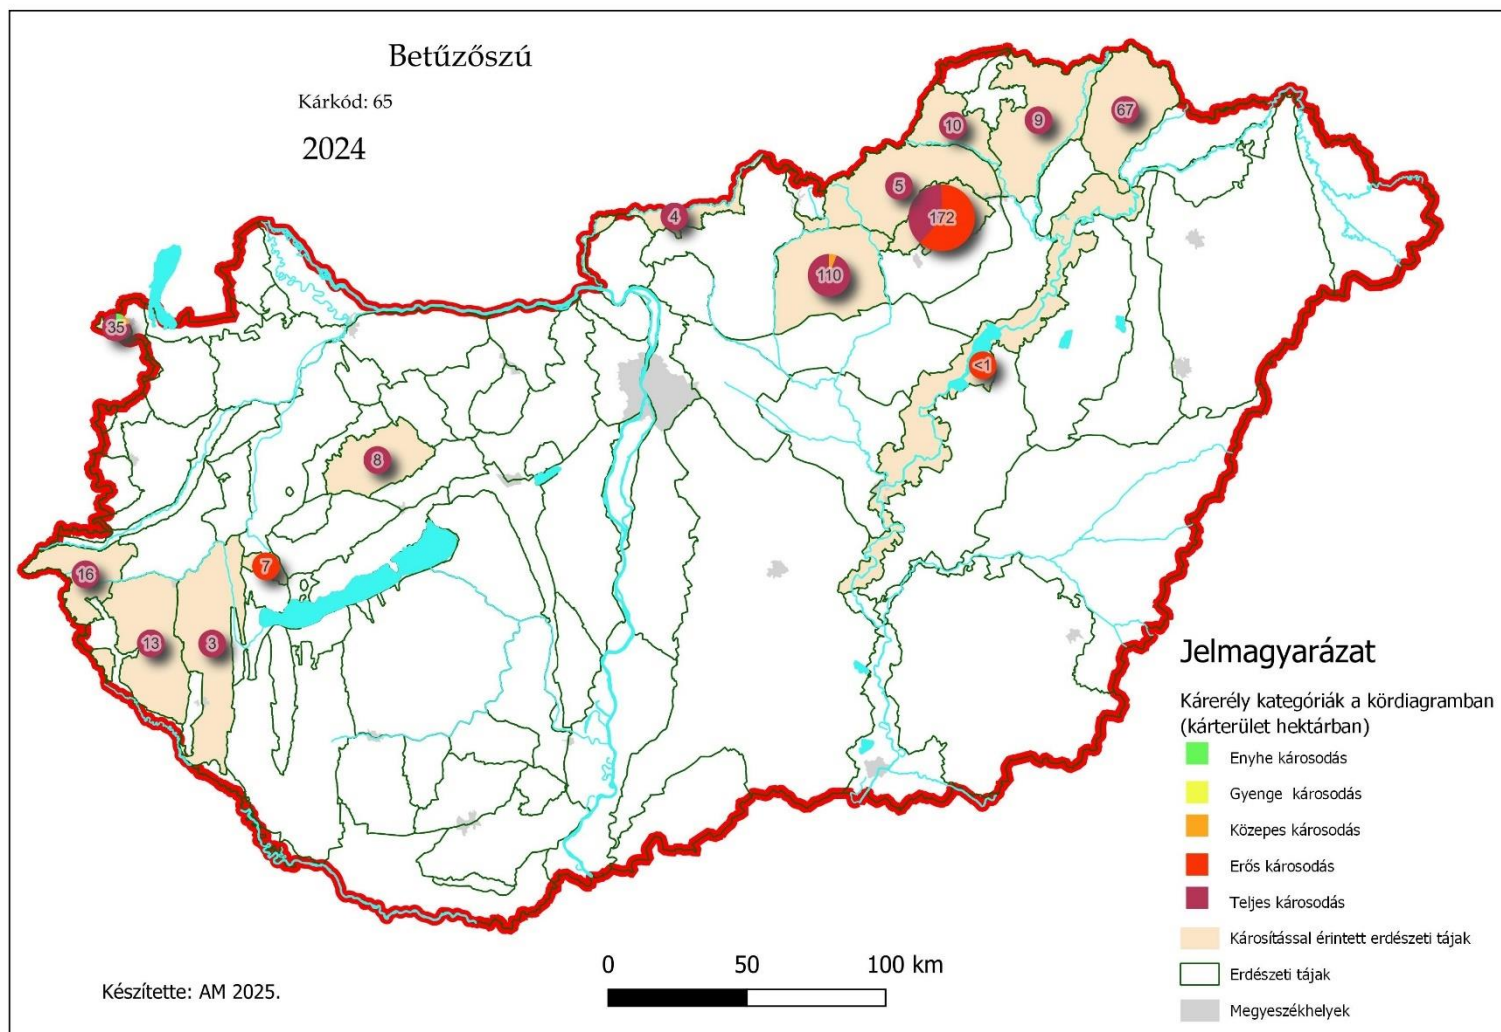 Betűzőszú
Kárkód: 65
2024
10
9
67
5
4
172
110
35
<1
8
7
16
13
3
Jelmagyarázat
Kárerély kategóriák a kördiagramban
(kárterület hektárban)
Enyhe károsodás
Gyenge károsodás
Közepes károsodás
Erős károsodás
Teljes károsodás
Károsítással érintett erdészeti tájak
Erdészeti tájak
Megyeszékhelyek
0 50 100 km
Készítette: AM 2025.